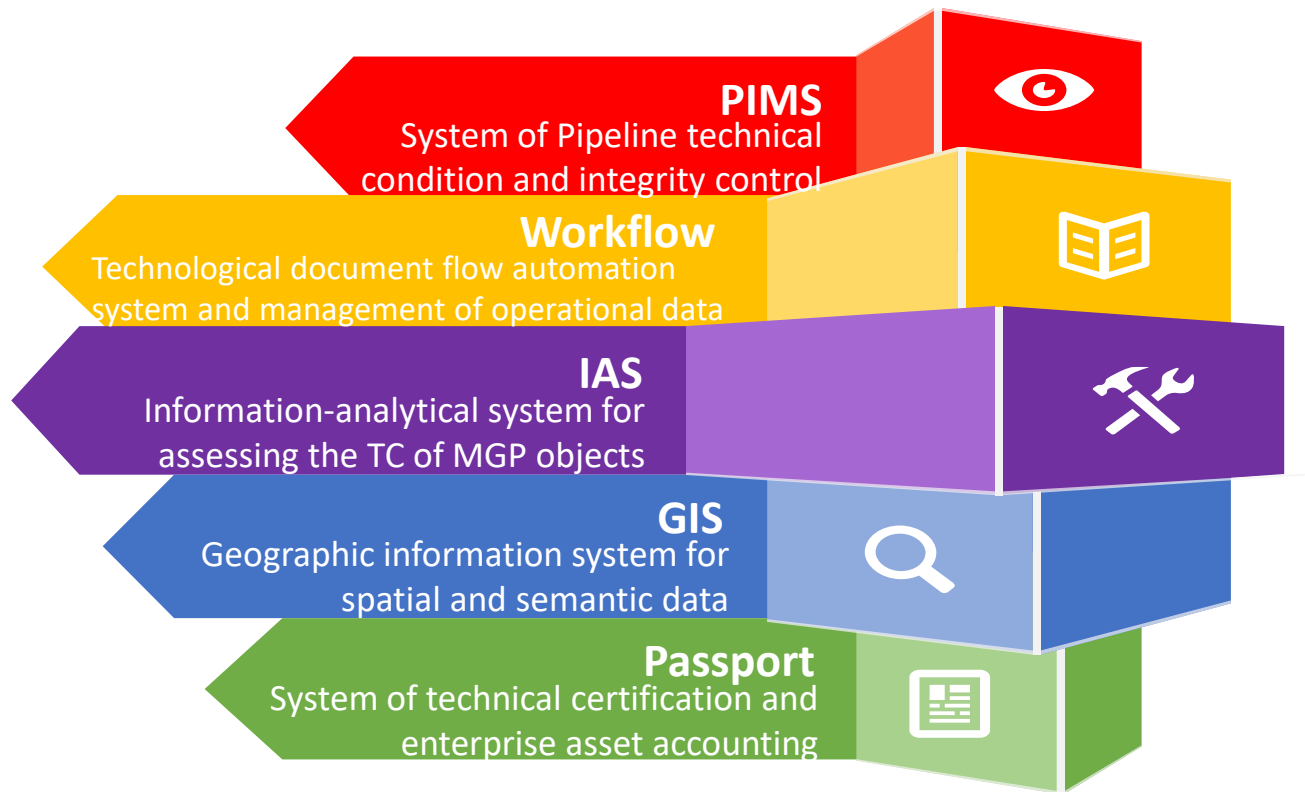 PIMS
System of Pipeline technical
condition and integrity control
Workflow
Technological document flow automation
system and management of operational data
IAS
Information-analytical system for
assessing the TC of MGP objects
GIS
Geographic information system for
spatial and semantic data
Passport
System of technical certification and
enterprise asset accounting